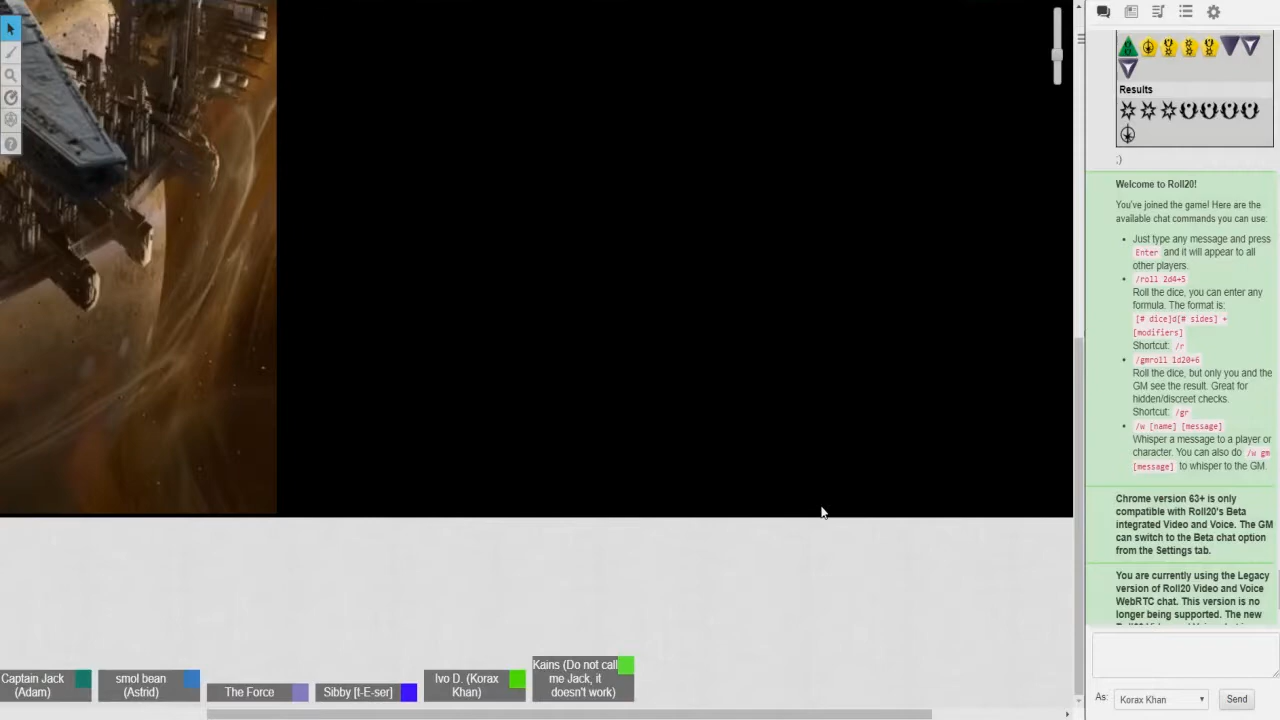 Results
;)
Welcome to Roll20!
You've joined the game! Here are the
available chat commands you can use:
• Just type any message and press
Enter and it will appear to all
other players.
• /roll 2d4+5
Roll the dice, you can enter any
formula. The format is:
[# dice]d[# sides] +
[modifiers]
Shortcut: /r
• /gmroll 1d20+6
Roll the dice, but only you and the
GM see the result. Great for
hidden/discreet checks.
Shortcut: /gr
• /w [name] [message]
Whisper a message to a player or
character. You can also do /w gm
[message] to whisper to the GM.
Chrome version 63+ is only
compatible with Roll20's Beta
integrated Video and Voice. The GM
can switch to the Beta chat option
from the Settings tab.
You are currently using the Legacy
version of Roll20 Video and Voice
WebRTC chat. This version is no
longer being supported. The new
As:
Korax Khan
Send
Captain Jack
(Adam)
smol bean
(Astrid)
The Force
Sibby [t-E-ser]
Ivo D. (Korax
Khan)
Kains (Do not call
me Jack, it
doesn't work)